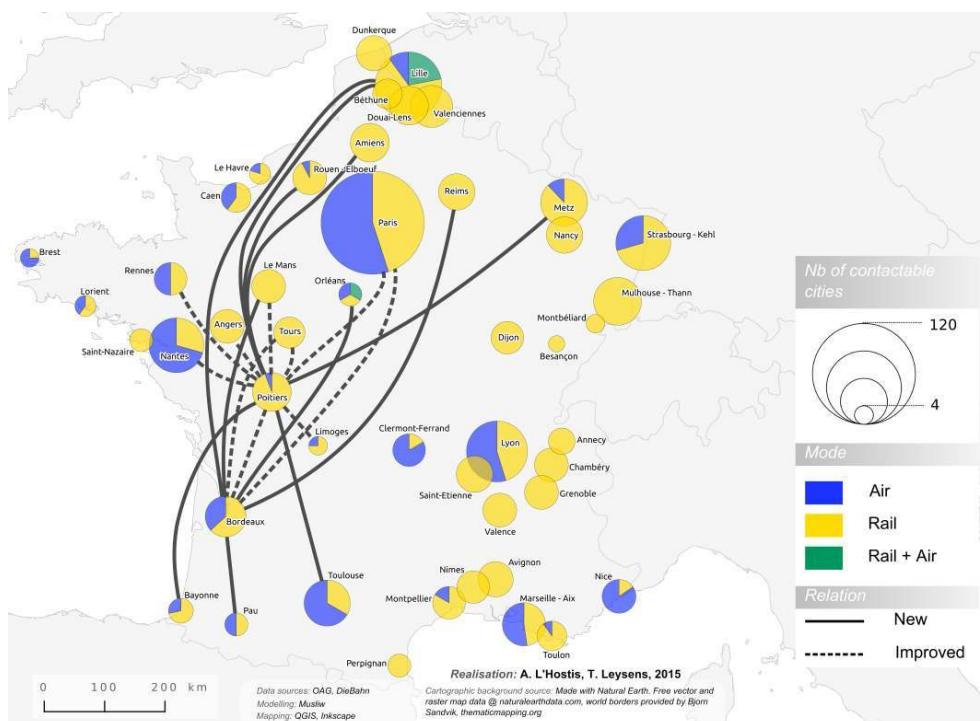 Dunkerque
Lille
Béthune
Douai-Lens
Valenciennes
Amiens
Le Havre
Rouen-Elboeuf
Caen
Reims
Metz
Paris
Nancy
Strasbourg - Kehl
Brest
Rennes
Le Mans
Orléans
Lorient
Mulhouse - Thann
Angers
Tours
Montbéliard
Saint-Nazaire
Nantes
Dijon
Besançon
Poitiers
Limoges
Clermont-Ferrand
Lyon
Annecy
Chambéry
Saint-Etienne
Grenoble
Bordeaux
Valence
Avignon
Toulouse
Nîmes
Nice
Bayonne
Montpellier
Marseille - Aix
Pau
Toulon
Perpignan
Nb of contactable
cities
120
4
Mode
Air
Rail
Rail + Air
Relation
New
Improved
0 100 200 km
Realisation: A. L'Hostis, T. Leysens, 2015
Data sources: OAG, DieBahn
Modelling: Musliw
Mapping: QGIS, Inkscape
Cartographic background source: Made with Natural Earth. Free vector and
raster map data @ naturalearthdata.com, world borders provided by Bjorn
Sandvik, thematicmapping.org